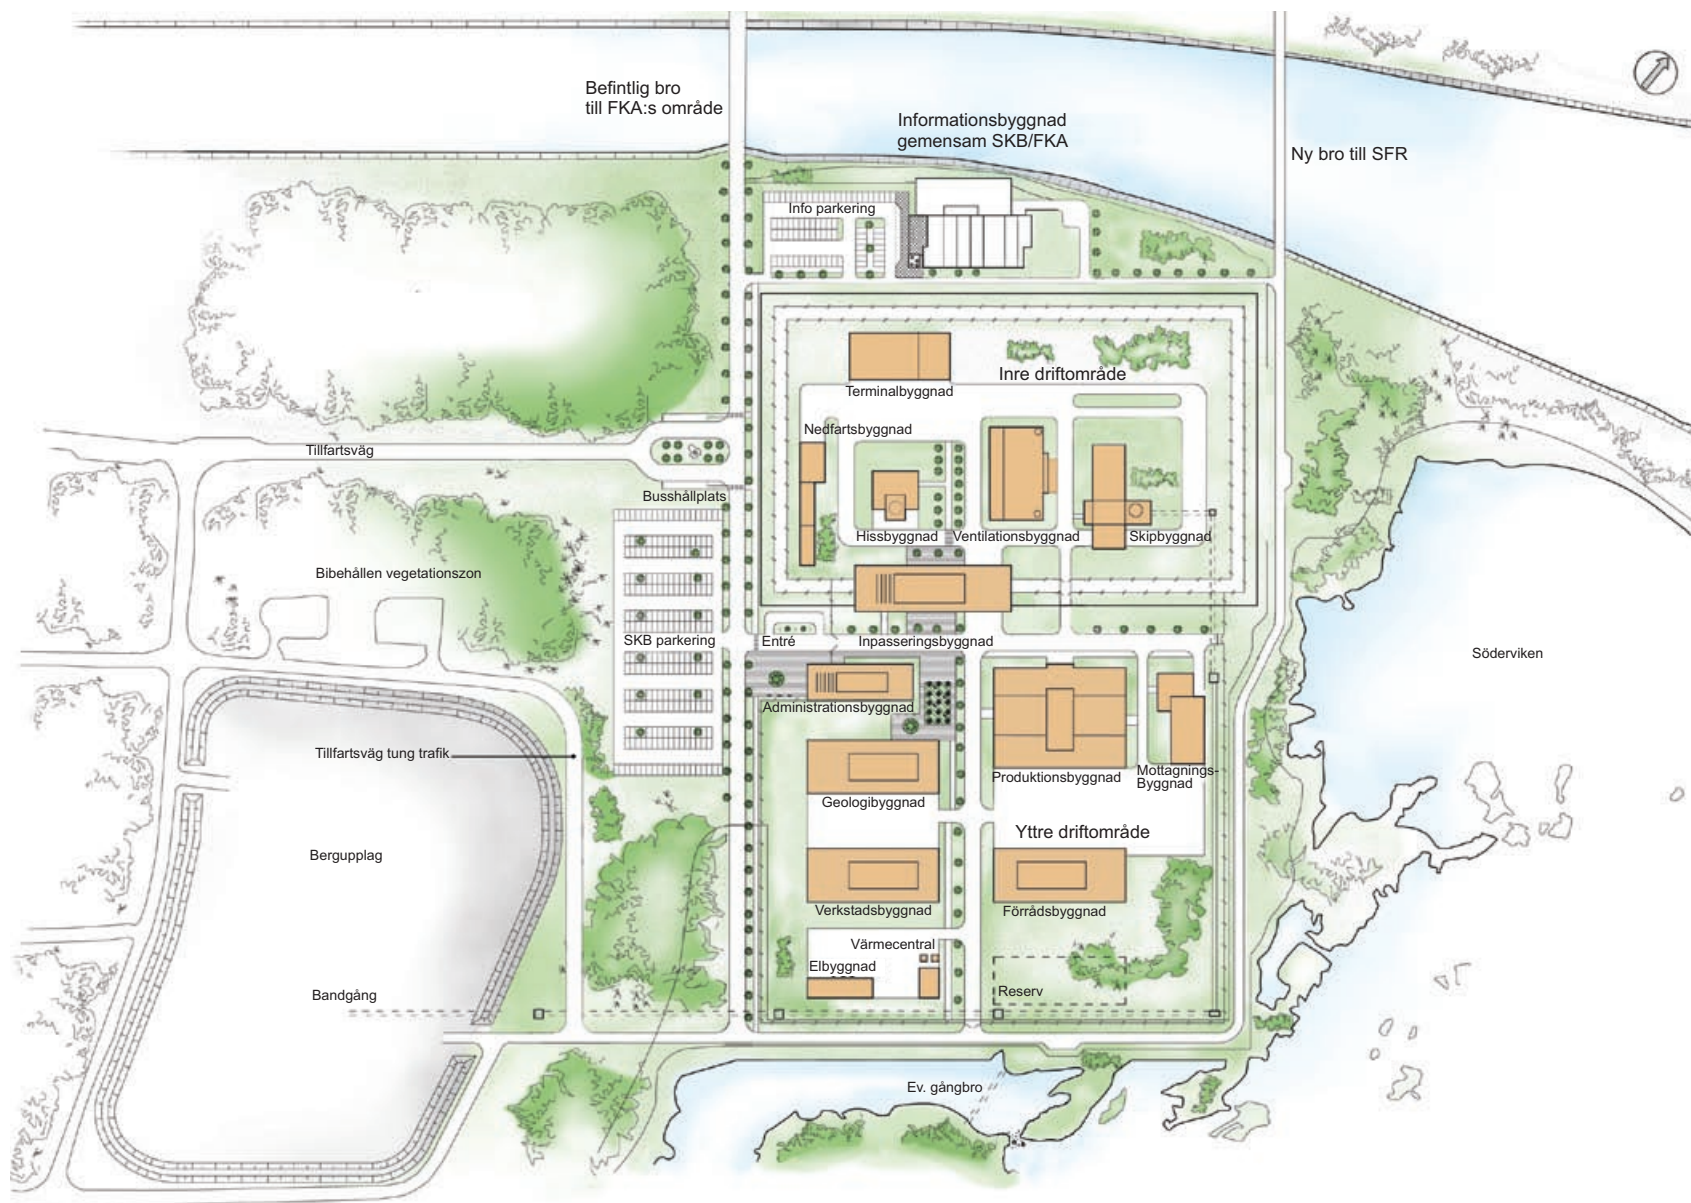 Befintlig bro
till FKA:s område
Informationsbyggnad
gemensam SKB/FKA
Ny bro till SFR
Info parkering
Inre driftområde
Terminalbyggnad
Nedfartsbyggnad
Tillfartsväg
Busshållplats
Hissbyggnad
Ventilationsbyggnad
Skipbyggnad
Bibehållen vegetationszon
SKB parkering
Entré
Inpasseringsbyggnad
Söderviken
Administrationsbyggnad
Tillfartsväg tung trafik
Produktionsbyggnad
Mottagnings-
Byggnad
Geologibyggnad
Yttre driftområde
Bergupplag
Verkstadsbyggnad
Förrådsbyggnad
Värmecentral
Elbyggnad
Reserv
Bandgång
Ev. gångbro